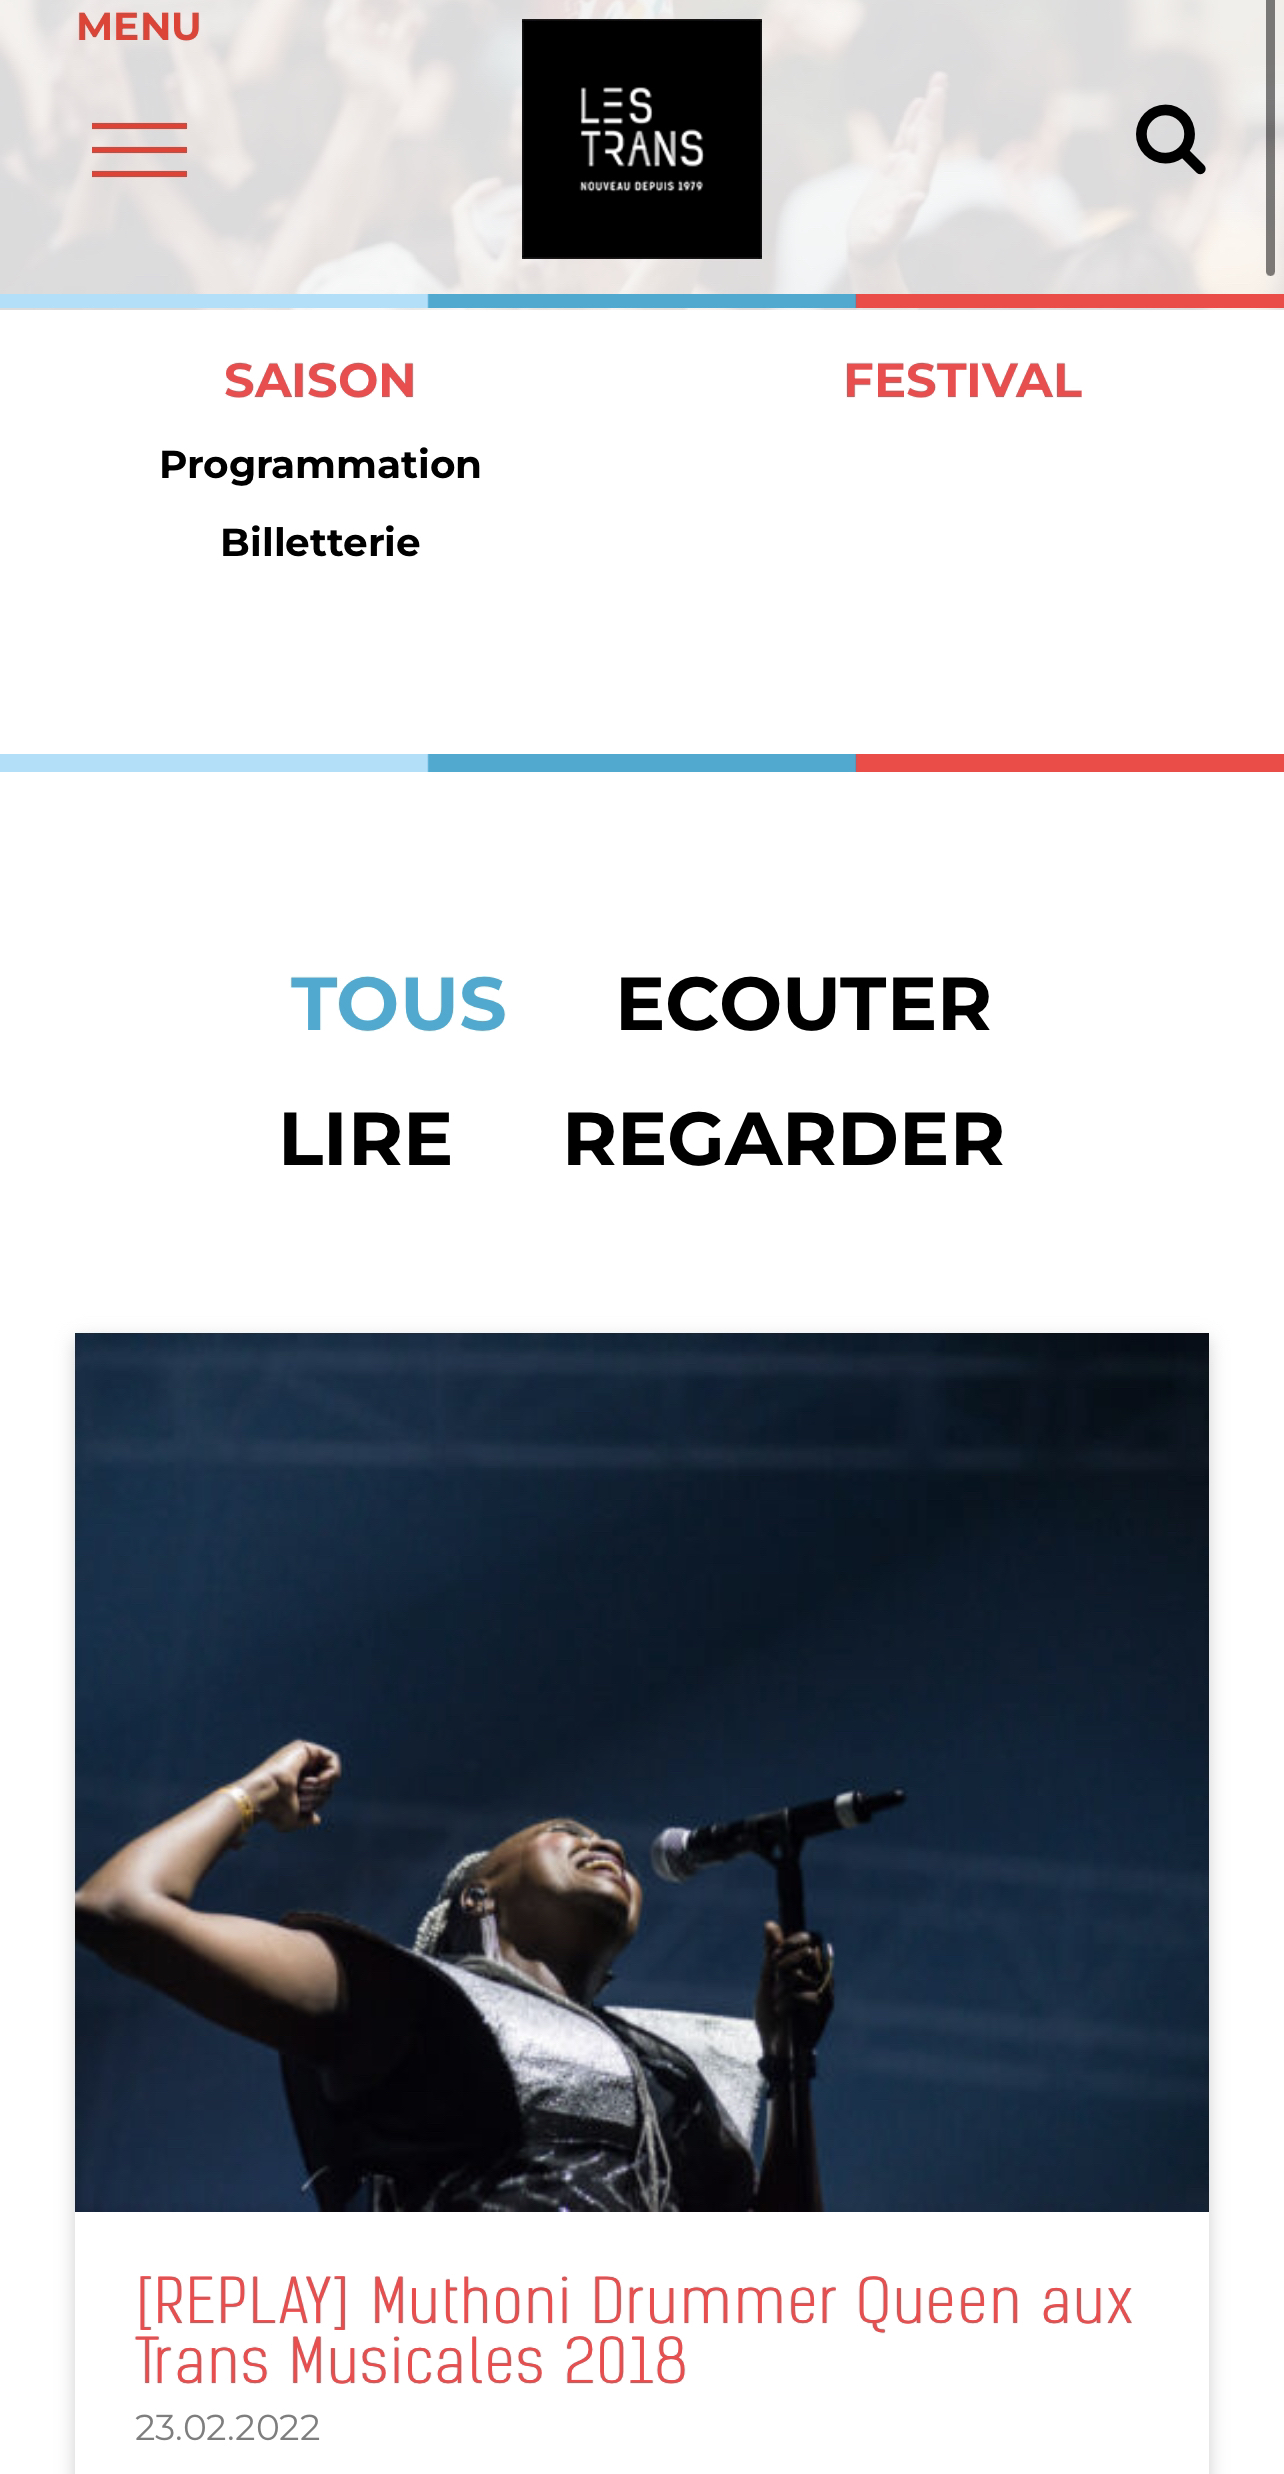 MENU
LES
TRANS
NOUVEAU DEPUIS 1979
SAISON
Programmation
Billetterie
FESTIVAL
TOUS ECOUTER
LIRE REGARDER
[REPLAY] Muthoni Drummer Queen aux
Trans Musicales 2018
23.02.2022